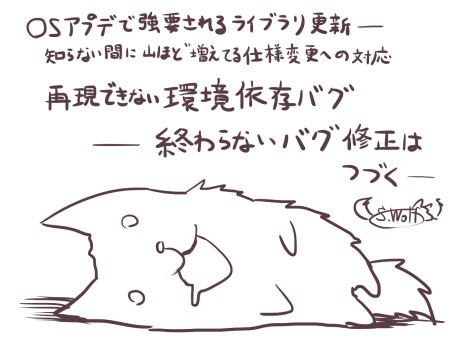 OSアプデで強要されるライブラリ更新―
知らない間に山ほど増えてる仕様変更への対応
再現できない環境依存バグ
―終わらないバグ修正は
つづく―
S.Wolf